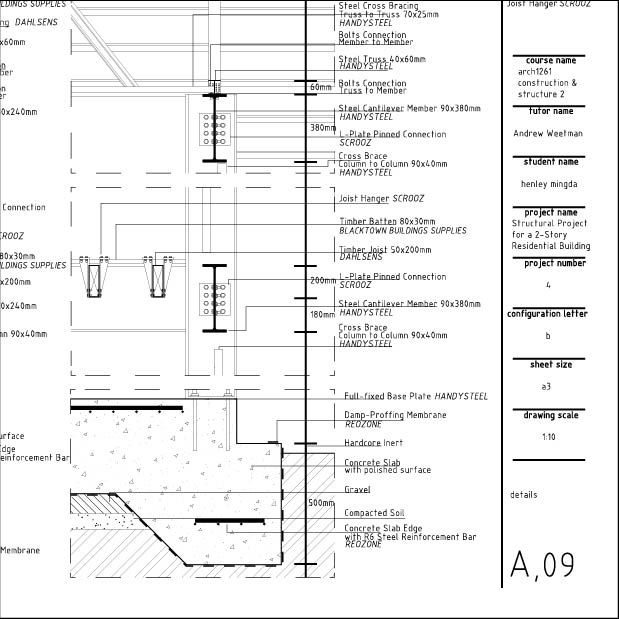 LDINGS SUPPLIES
ng DAHLSENS
x60mm
on
ber
on
er
80x240mm
Connection
CROOZ
80x30mm
LDINGS SUPPLIES
x200mm
0x240mm
mn 90x40mm
urface
Edge
einforcement Bar
Membrane
Steel Cross Bracing
Truss to Truss 70x25mm
HANDYSTEEL
Bolts Connection
Member to Member
Steel Truss 40x60mm
HANDYSTEEL
Bolts Connection
Truss to Member
Steel Cantilever Member 90x380mm
HANDYSTEEL
L-Plate Pinned Connection
SCROOZ
Cross Brace
Column to Column 90x40mm
HANDYSTEEL
60mm
380mm
Joist Hanger SCROOZ
Timber Batten 80x30mm
BLACKTOWN BUILDINGS SUPPLIES
Timber Joist 50x200mm
DAHLSENS
L-Plate Pinned Connection
SCROOZ
Steel Cantilever Member 90x380mm
HANDYSTEEL
Cross Brace
Column to Column 90x40mm
HANDYSTEEL
200mm
180mm
Full-fixed Base Plate HANDYSTEEL
Damp-Proffing Membrane
REOZONE
Hardcore Inert
Concrete Slab
with polished surface
Gravel
Compacted Soil
Concrete Slab Edge
with R6 Steel Reinforcement Bar
REOZONE
500mm
Joist Hanger SCROOZ
course name
arch1261
construction &
structure 2
tutor name
Andrew Weetman
student name
henley mingda
project name
Structural Project
for a 2-Story
Residential Building
project number
4
configuration letter
b
sheet size
a3
drawing scale
1:10
details
A,09